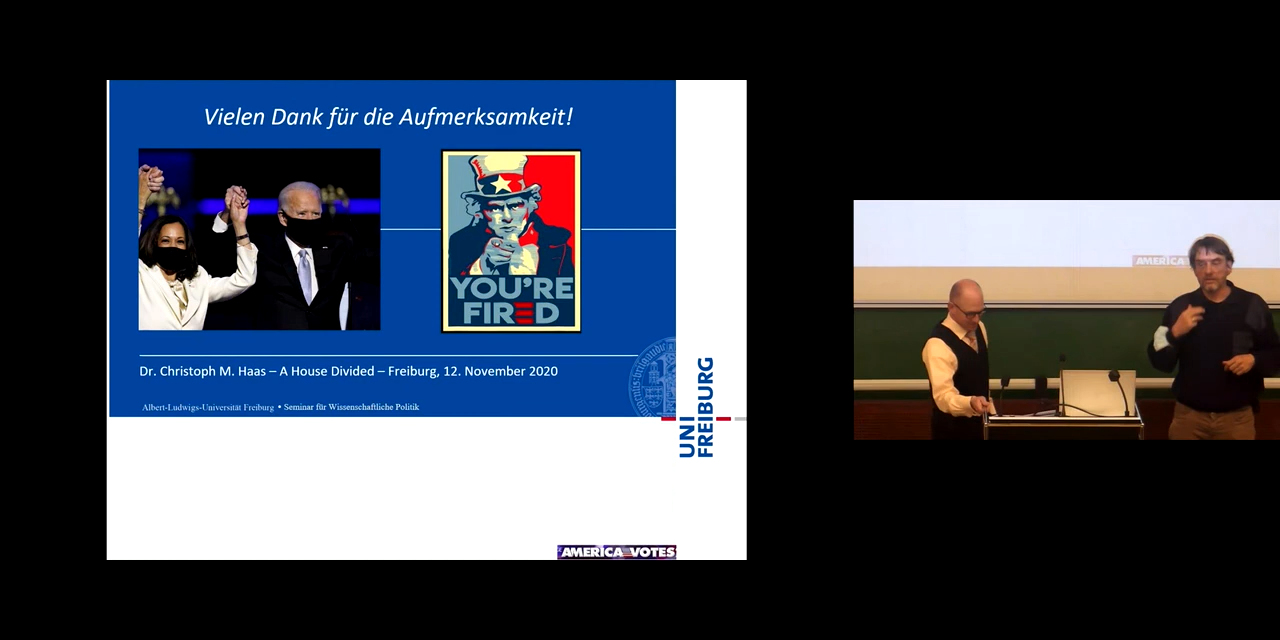 Vielen Dank für die Aufmerksamkeit!
YOU'RE
FIRED
Dr. Christoph M. Haas – A House Divided – Freiburg, 12. November 2020
Albert-Ludwigs-Universität Freiburg • Seminar für Wissenschaftliche Politik
UNI
FREIBURG
AMERICA VOTES
AMERICA